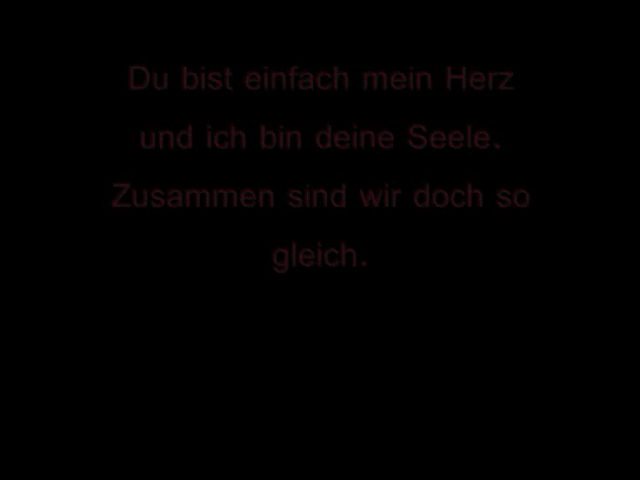 Du bist einfach mein Herz
und ich bin deine Seele.
Zusammen sind wir doch so
gleich.